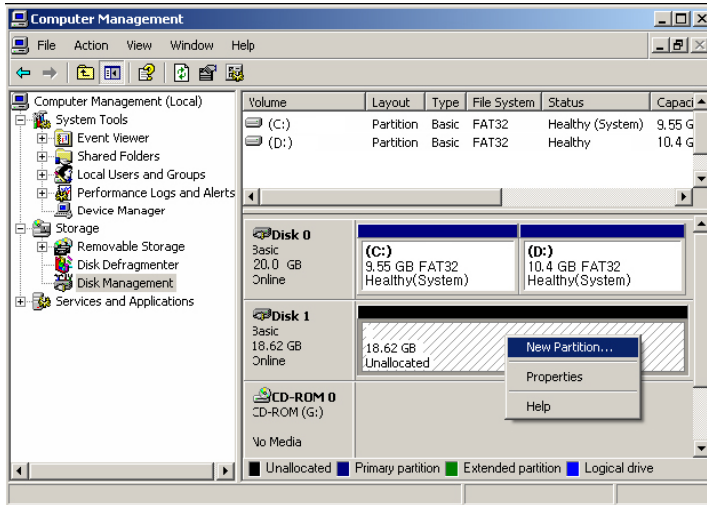 Computer Management
File Action View Window Help
Computer Management (Local)
System Tools
Event Viewer
Shared Folders
Local Users and Groups
Performance Logs and Alerts
Device Manager
Storage
Removable Storage
Disk Defragmenter
Disk Management
Services and Applications
Volume Layout Type File System Status Capaci
(C:) Partition Basic FAT32 Healthy (System) 9.55 G
(D:) Partition Basic FAT32 Healthy 10.4 G
Disk 0
Basic
20.0 GB
Online
(C:)
9.55 GB FAT32
Healthy(System)
(D:)
10.4 GB FAT32
Healthy(System)
Disk 1
Basic
18.62 GB
Online
18.62 GB
Unallocated
New Partition...
Properties
Help
CD-ROM 0
CD-ROM (G:)
No Media
Unallocated Primary partition Extended partition Logical drive